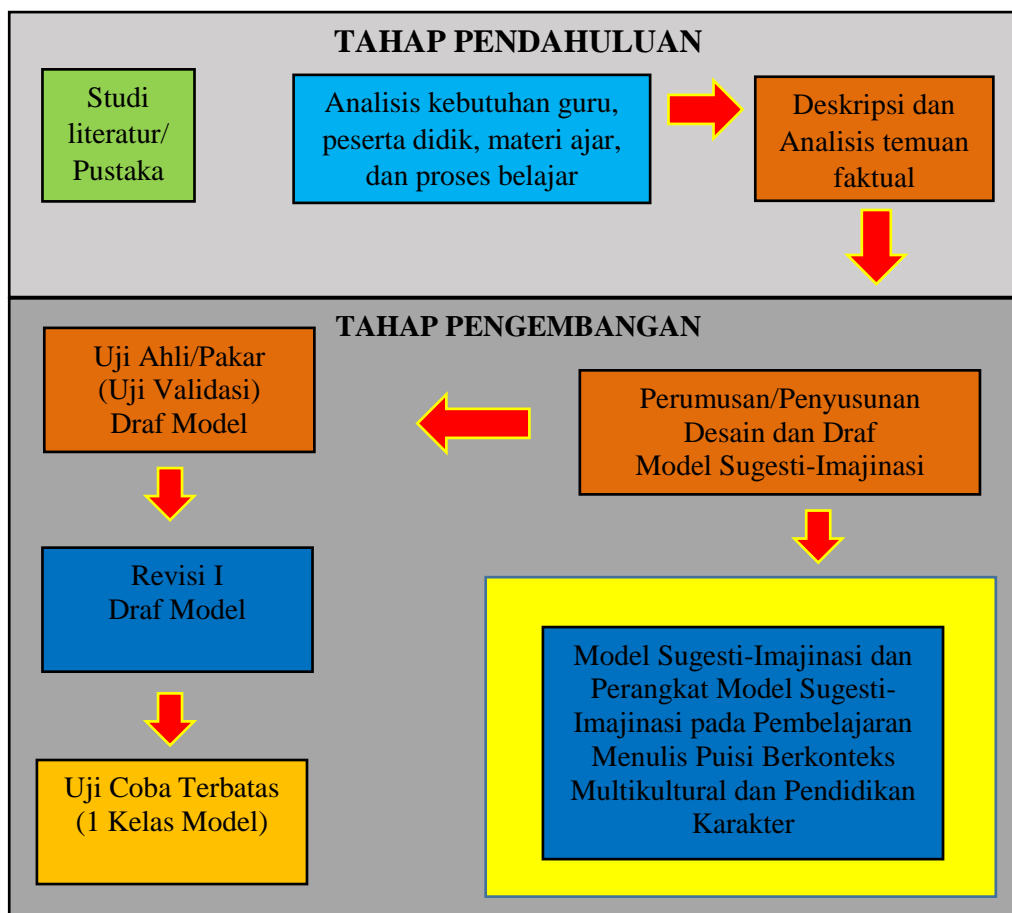 TAHAP PENDAHULUAN
Studi
literatur/
Pustaka
Analisis kebutuhan guru,
peserta didik, materi ajar,
dan proses belajar
Deskripsi dan
Analisis temuan
faktual
TAHAP PENGEMBANGAN
Uji Ahli/Pakar
(Uji Validasi)
Draf Model
Perumusan/Penyusunan
Desain dan Draf
Model Sugesti-Imajinasi
Revisi I
Draf Model
Model Sugesti-Imajinasi dan
Perangkat Model Sugesti-
Imajinasi pada Pembelajaran
Menulis Puisi Berkonteks
Multikultural dan Pendidikan
Karakter
Uji Coba Terbatas
(1 Kelas Model)